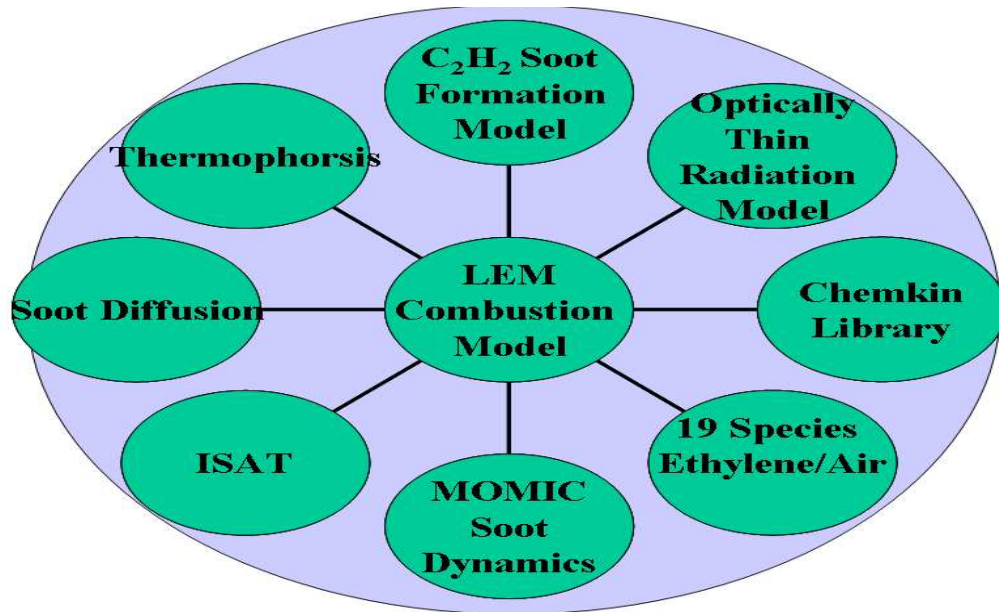 C₂H₂ Soot
Formation
Model
Optically
Thin
Radiation
Model
Thermophorsis
LEM
Combustion
Model
Soot Diffusion
Chemkin
Library
ISAT
19 Species
Ethylene/Air
MOMIC
Soot
Dynamics